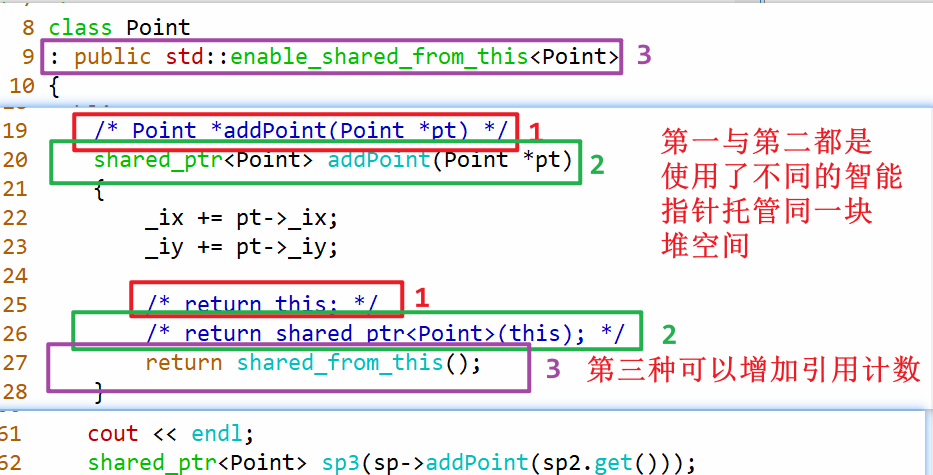 8 class Point
9 : public std::enable_shared_from_this<Point> 3
10 {
19 /* Point *addPoint(Point *pt) */ 1
20 shared_ptr<Point> addPoint(Point *pt) 2
21 {
22 _ix += pt->_ix;
23 _iy += pt->_iy;
24
25 /* return this; */ 1
26 /* return shared_ptr<Point>(this); */ 2
27 return shared_from_this(); 3
28 }
第一与第二都是
使用了不同的智能
指针托管同一块
堆空间
第三种可以增加引用计数
61 cout << endl;
62 shared_ptr<Point> sp3(sp->addPoint(sp2.get()));